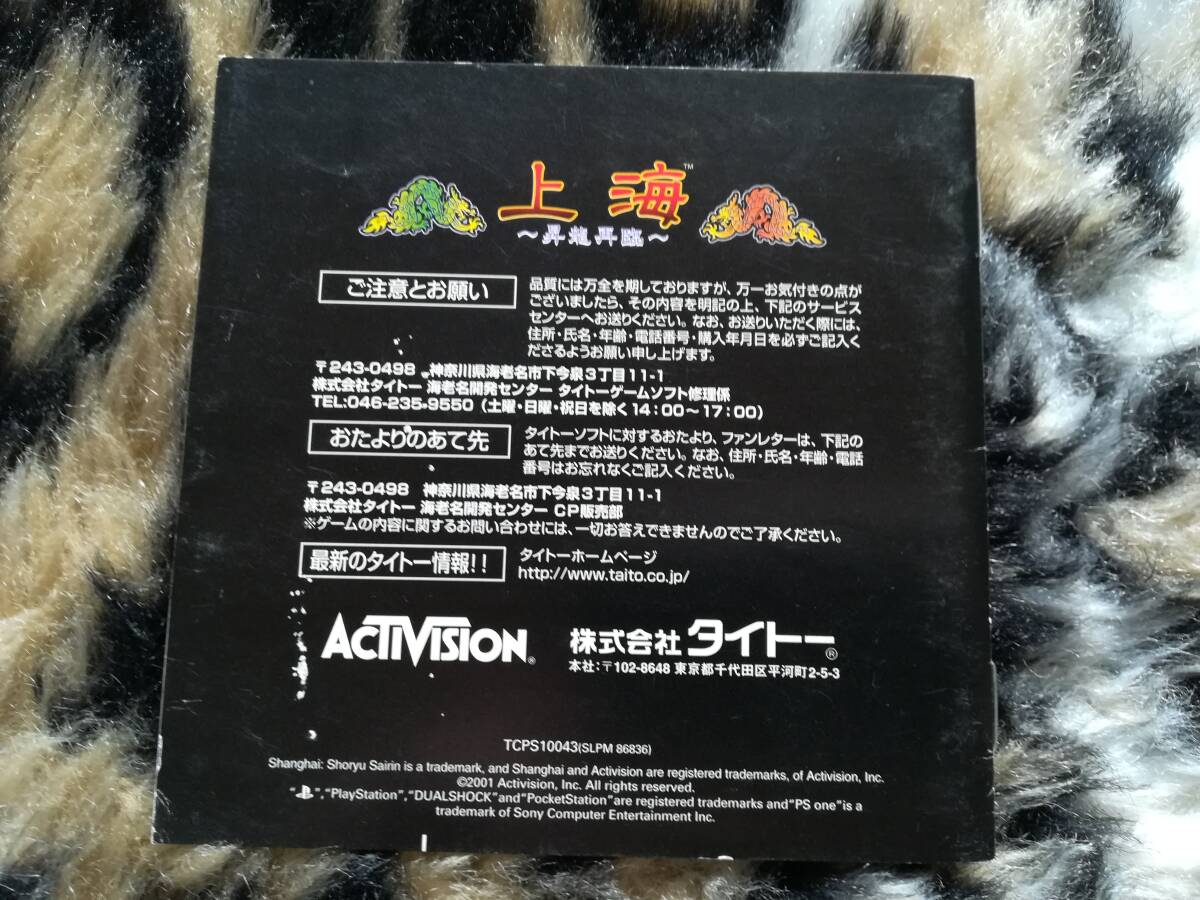 上海™
～昇龍再臨～
ご注意とお願い
品質には万全を期しておりますが、万一お気付きの点が
ございましたら、その内容を明記の上、下記のサービス
センターへお送りください。なお、お送りいただく際には、
住所・氏名・年齢・電話番号・購入年月日を必ずご記入く
ださるようお願い申し上げます。
〒243-0498 神奈川県海老名市下今泉3丁目11-1
株式会社タイトー 海老名開発センター タイトーゲームソフト修理係
TEL:046-235-9550（土曜・日曜・祝日を除く14:00～17:00）
おたよりのあて先
タイトーソフトに対するおたより、ファンレターは、下記の
あて先までお送りください。なお、住所・氏名・年齢・電話
番号はお忘れなくご記入ください。
〒243-0498 神奈川県海老名市下今泉3丁目11-1
株式会社タイトー 海老名開発センター CP販売部
※ゲームの内容に関するお問い合わせには、一切お答えできませんのでご了承ください。
最新のタイトー情報!!
タイトーホームページ
http://www.taito.co.jp/
ACTIVISION®
株式会社タイトー®
本社:〒102-8648 東京都千代田区平河町2-5-3
TCPS10043(SLPM 86836)
Shanghai: Shoryu Sairin is a trademark, and Shanghai and Activision are registered trademarks, of Activision, Inc.
©2001 Activision, Inc. All rights reserved.
" ","PlayStation","DUALSHOCK"and"PocketStation"are registered trademarks and"PS one"is a
trademark of Sony Computer Entertainment Inc.